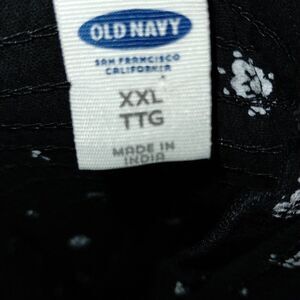 OLD NAVY
SAN FRANCISCO
CALIFORNIA
XXL
TTG
MADE IN
INDIA